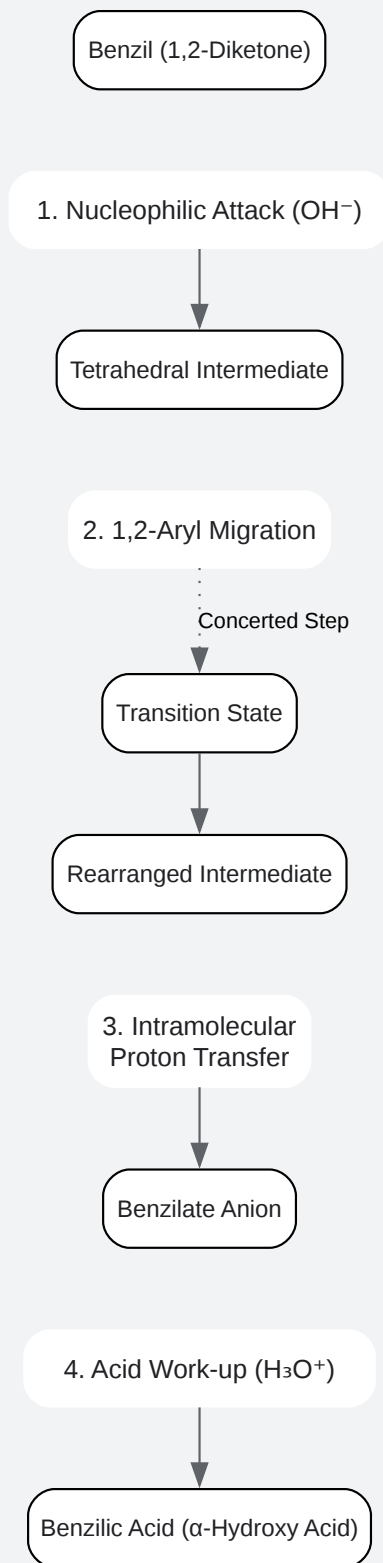 Benzil (1,2-Diketone)
1. Nucleophilic Attack (OH⁻)
Tetrahedral Intermediate
2. 1,2-Aryl Migration
Concerted Step
Transition State
Rearranged Intermediate
3. Intramolecular
Proton Transfer
Benzilate Anion
4. Acid Work-up (H₃O⁺)
Benzilic Acid (α-Hydroxy Acid)